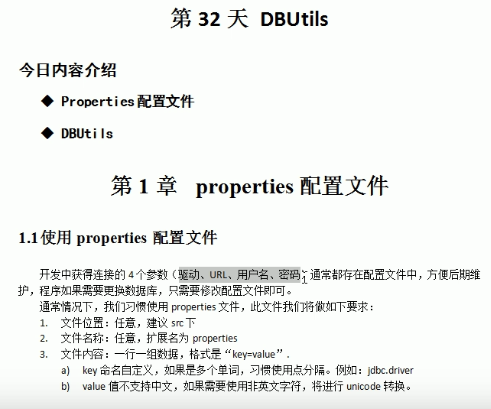 第 32 天 DBUtils
今日内容介绍
◆ Properties 配置文件
◆ DBUtils
第 1 章 properties 配置文件
1.1 使用 properties 配置文件
开发中获得连接的 4 个参数（驱动、URL、用户名、密码）通常都存在配置文件中，方便后期维
护，程序如果需要更换数据库，只需要修改配置文件即可。
通常情况下，我们习惯使用 properties 文件，此文件我们将做如下要求：
1. 文件位置：任意，建议 src 下
2. 文件名称：任意，扩展名为 properties
3. 文件内容：一行一组数据，格式是“key=value”.
a) key 命名自定义，如果是多个单词，习惯使用点分隔。例如：jdbc.driver
b) value 值不支持中文，如果需要使用非英文字符，将进行 unicode 转换。